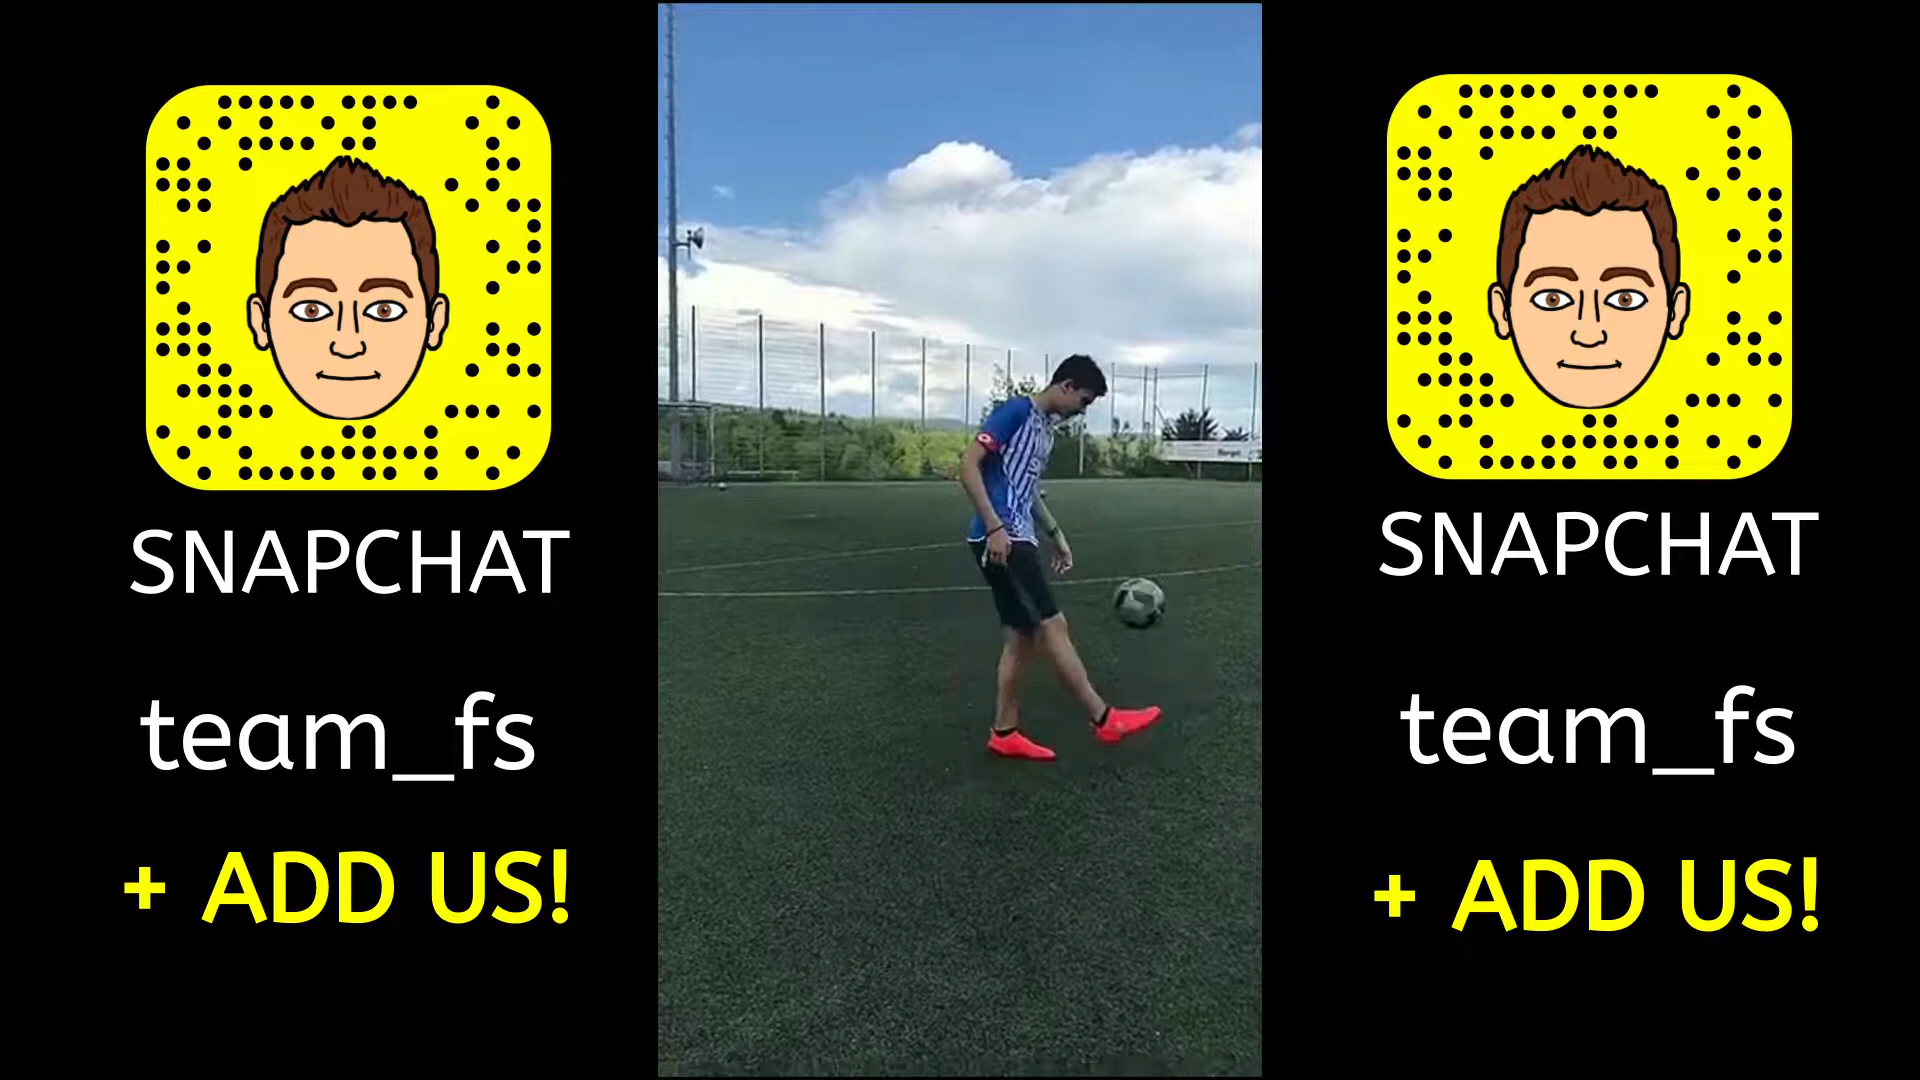 SNAPCHAT
team_fs
+ ADD US!
SNAPCHAT
team_fs
+ ADD US!